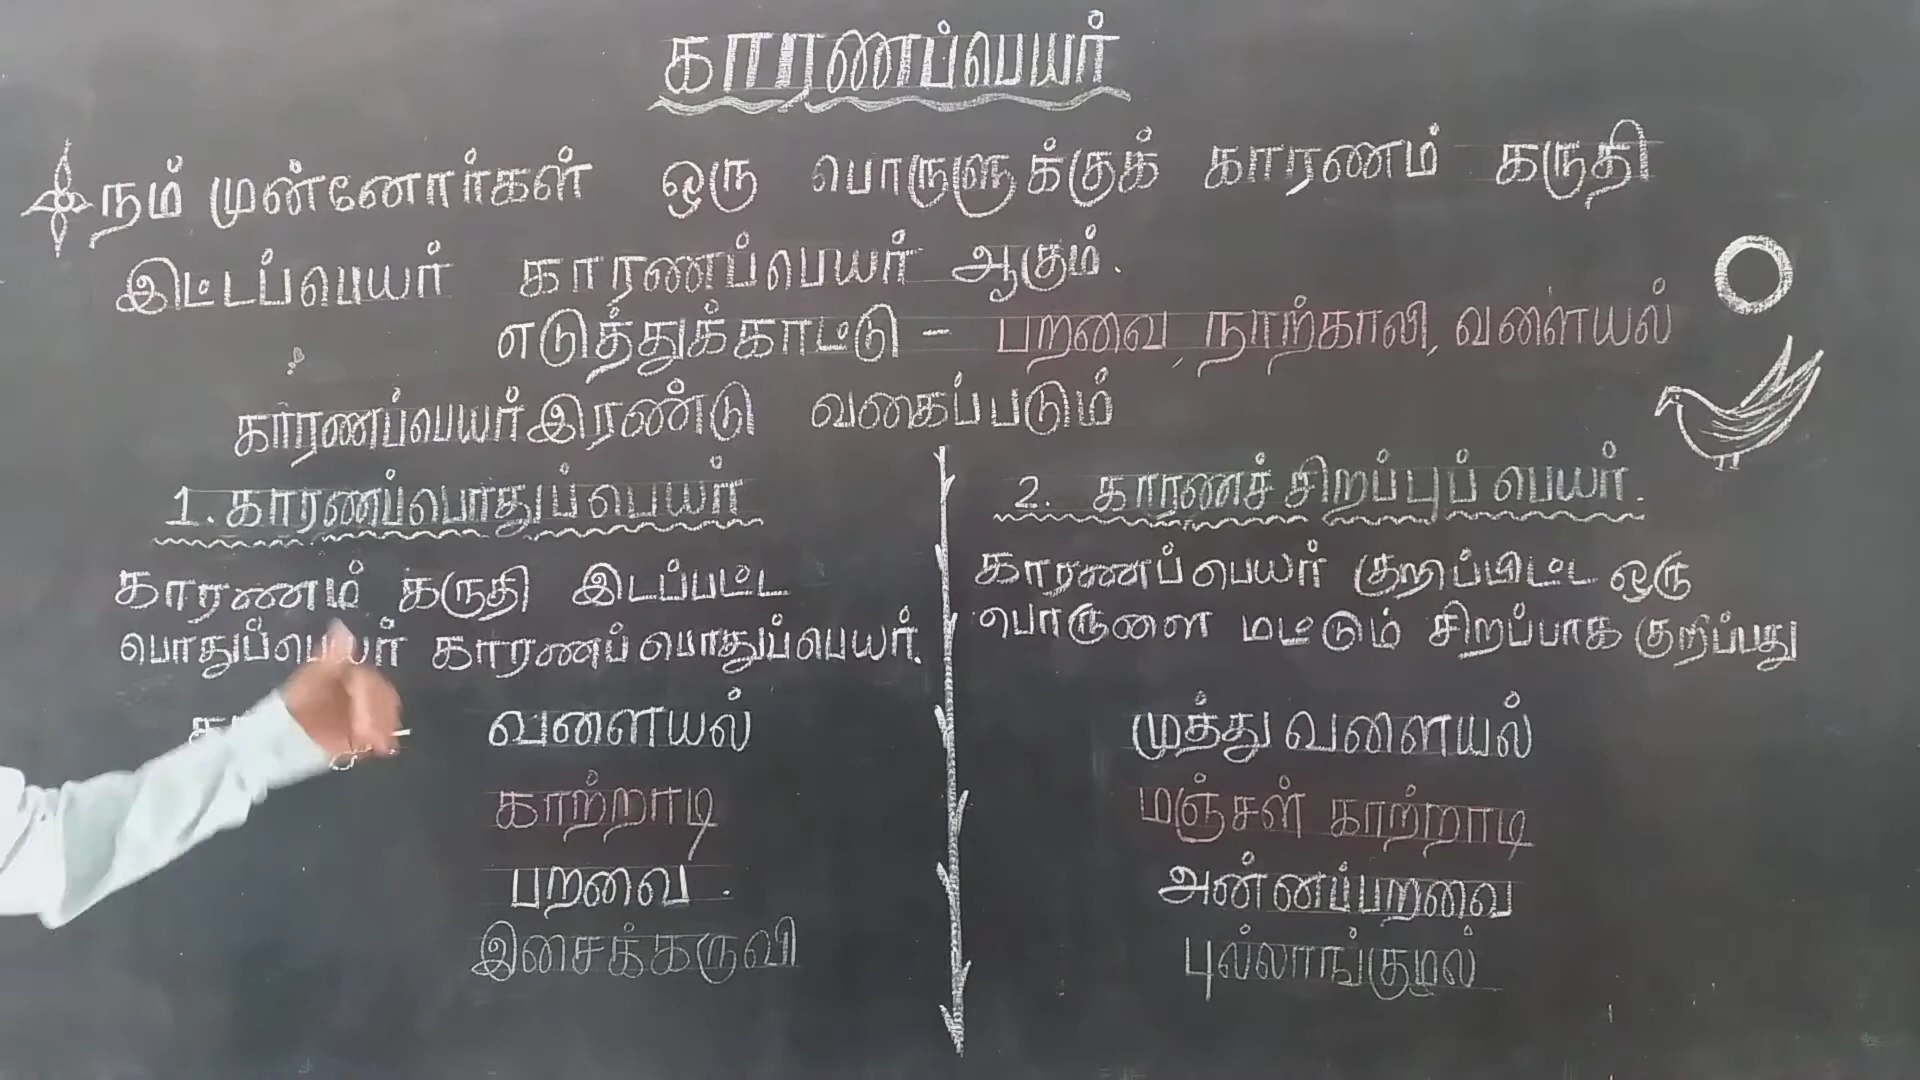 காரணப்பெயர்
நம் முன்னோர்கள் ஒரு பொருளுக்குக் காரணம் கருதி
இட்டப்பெயர் காரணப்பெயர் ஆகும்.
எடுத்துக்காட்டு - பறவை, நாற்காலி, வளையல்
காரணப்பெயர் இரண்டு வகைப்படும்
1. காரணப்பொதுப்பெயர்
காரணம் கருதி இடப்பட்ட
பொதுப்பெயர் காரணப்பொதுப்பெயர்.
வளையல்
காற்றாடி
பறவை.
இசைக்கருவி
2. காரணச் சிறப்புப் பெயர்.
காரணப்பெயர் குறிப்பிட்ட ஒரு
பொருளை மட்டும் சிறப்பாக குறிப்பது
முத்து வளையல்
மஞ்சள் காற்றாடி
அன்னப்பறவை
புல்லாங்குழல்